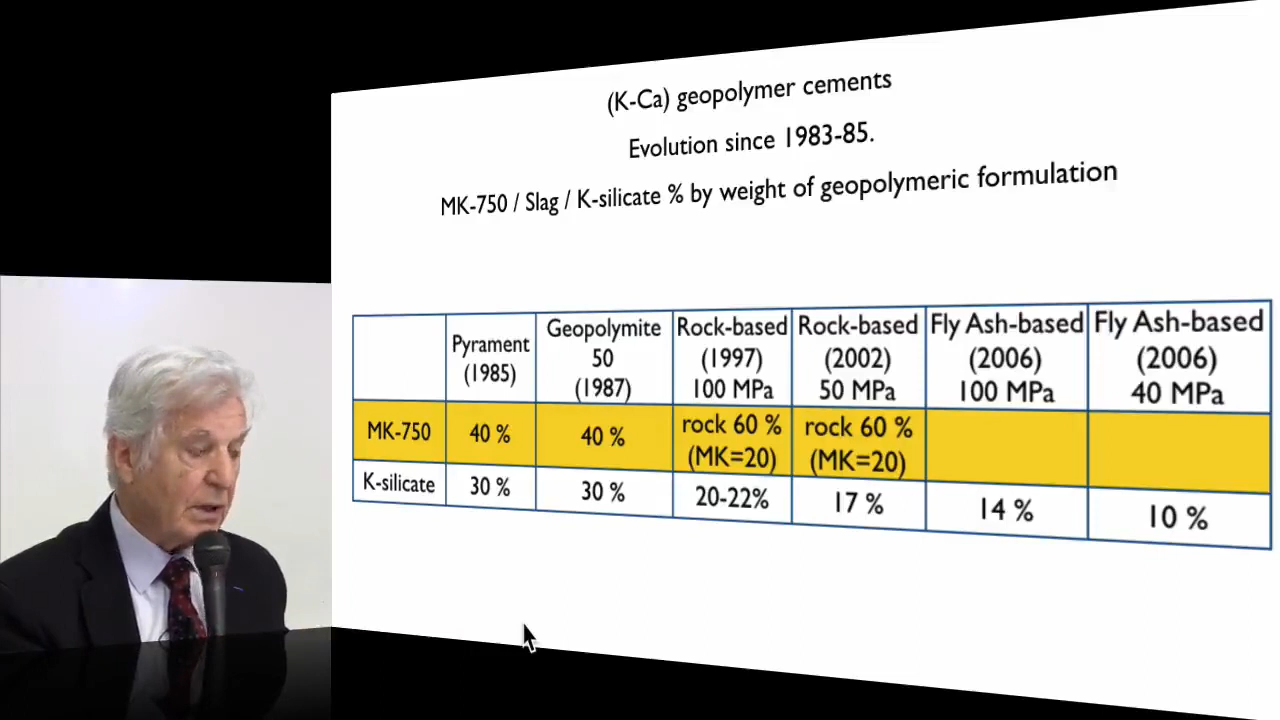 (K-Ca) geopolymer cements
Evolution since 1983-85.
MK-750 / Slag / K-silicate % by weight of geopolymeric formulation
Pyrament (1985)
Geopolymite 50 (1987)
Rock-based (1997) 100 MPa
Rock-based (2002) 50 MPa
Fly Ash-based (2006) 100 MPa
Fly Ash-based (2006) 40 MPa
MK-750 40 % 40 % rock 60 % (MK=20) rock 60 % (MK=20)
K-silicate 30 % 30 % 20-22% 17 % 14 % 10 %